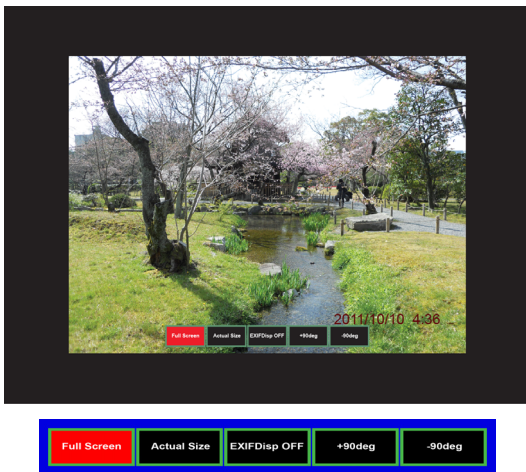 2011/10/10 4:36
Full Screen Actual Size EXIFDisp OFF +90deg -90deg
Full Screen Actual Size EXIFDisp OFF +90deg -90deg